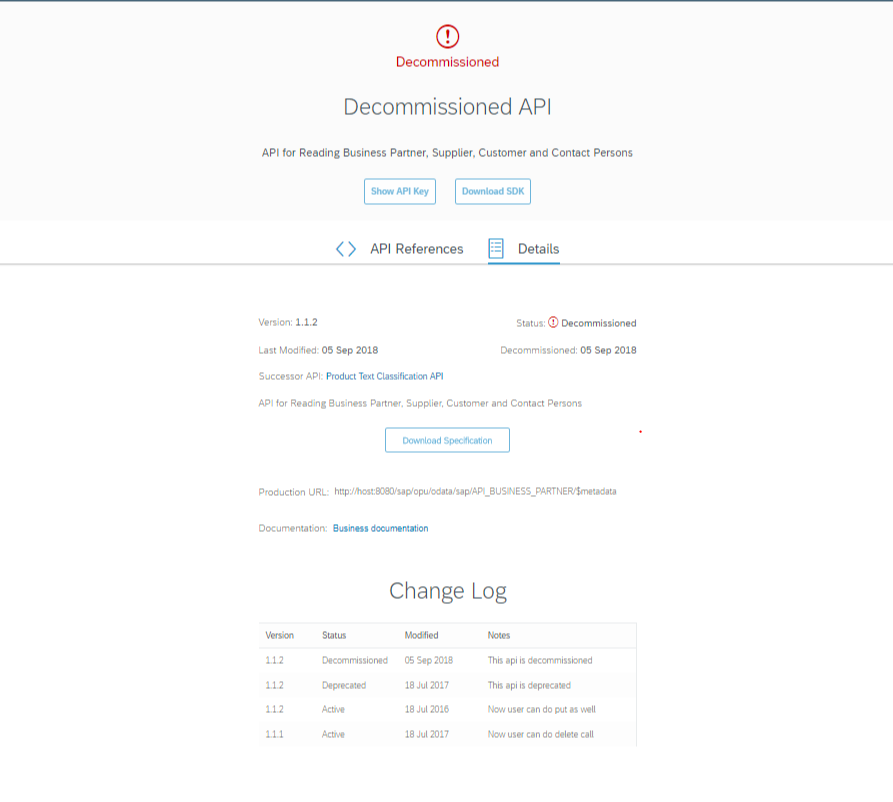 Decommissioned
Decommissioned API
API for Reading Business Partner, Supplier, Customer and Contact Persons
Show API Key Download SDK
API References Details
Version: 1.1.2 Status: Decommissioned
Last Modified: 05 Sep 2018 Decommissioned: 05 Sep 2018
Successor API: Product Text Classification API
API for Reading Business Partner, Supplier, Customer and Contact Persons
Download Specification
Production URL: http://host:8080/sap/opu/odata/sap/API_BUSINESS_PARTNER/$metadata
Documentation: Business documentation
Change Log
Version Status Modified Notes
1.1.2 Decommissioned 05 Sep 2018 This api is decommissioned
1.1.2 Deprecated 18 Jul 2017 This api is deprecated
1.1.2 Active 18 Jul 2016 Now user can do put as well
1.1.1 Active 18 Jul 2017 Now user can do delete call